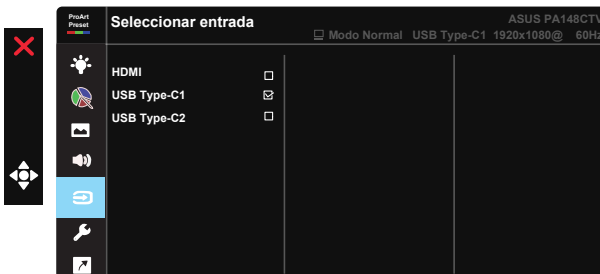 ProArt
Preset
Seleccionar entrada
ASUS PA148CTV
Modo Normal USB Type-C1 1920x1080@ 60Hz
HDMI
USB Type-C1
USB Type-C2